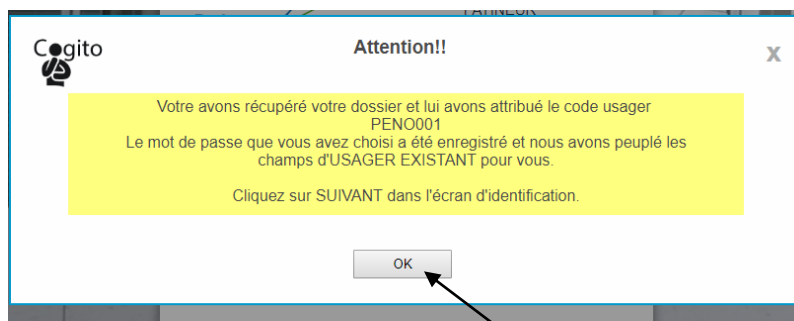 PATINEUR
Cogito
Attention!!
X
Votre avons récupéré votre dossier et lui avons attribué le code usager
PENO001
Le mot de passe que vous avez choisi a été enregistré et nous avons peuplé les
champs d'USAGER EXISTANT pour vous.
Cliquez sur SUIVANT dans l'écran d'identification.
OK